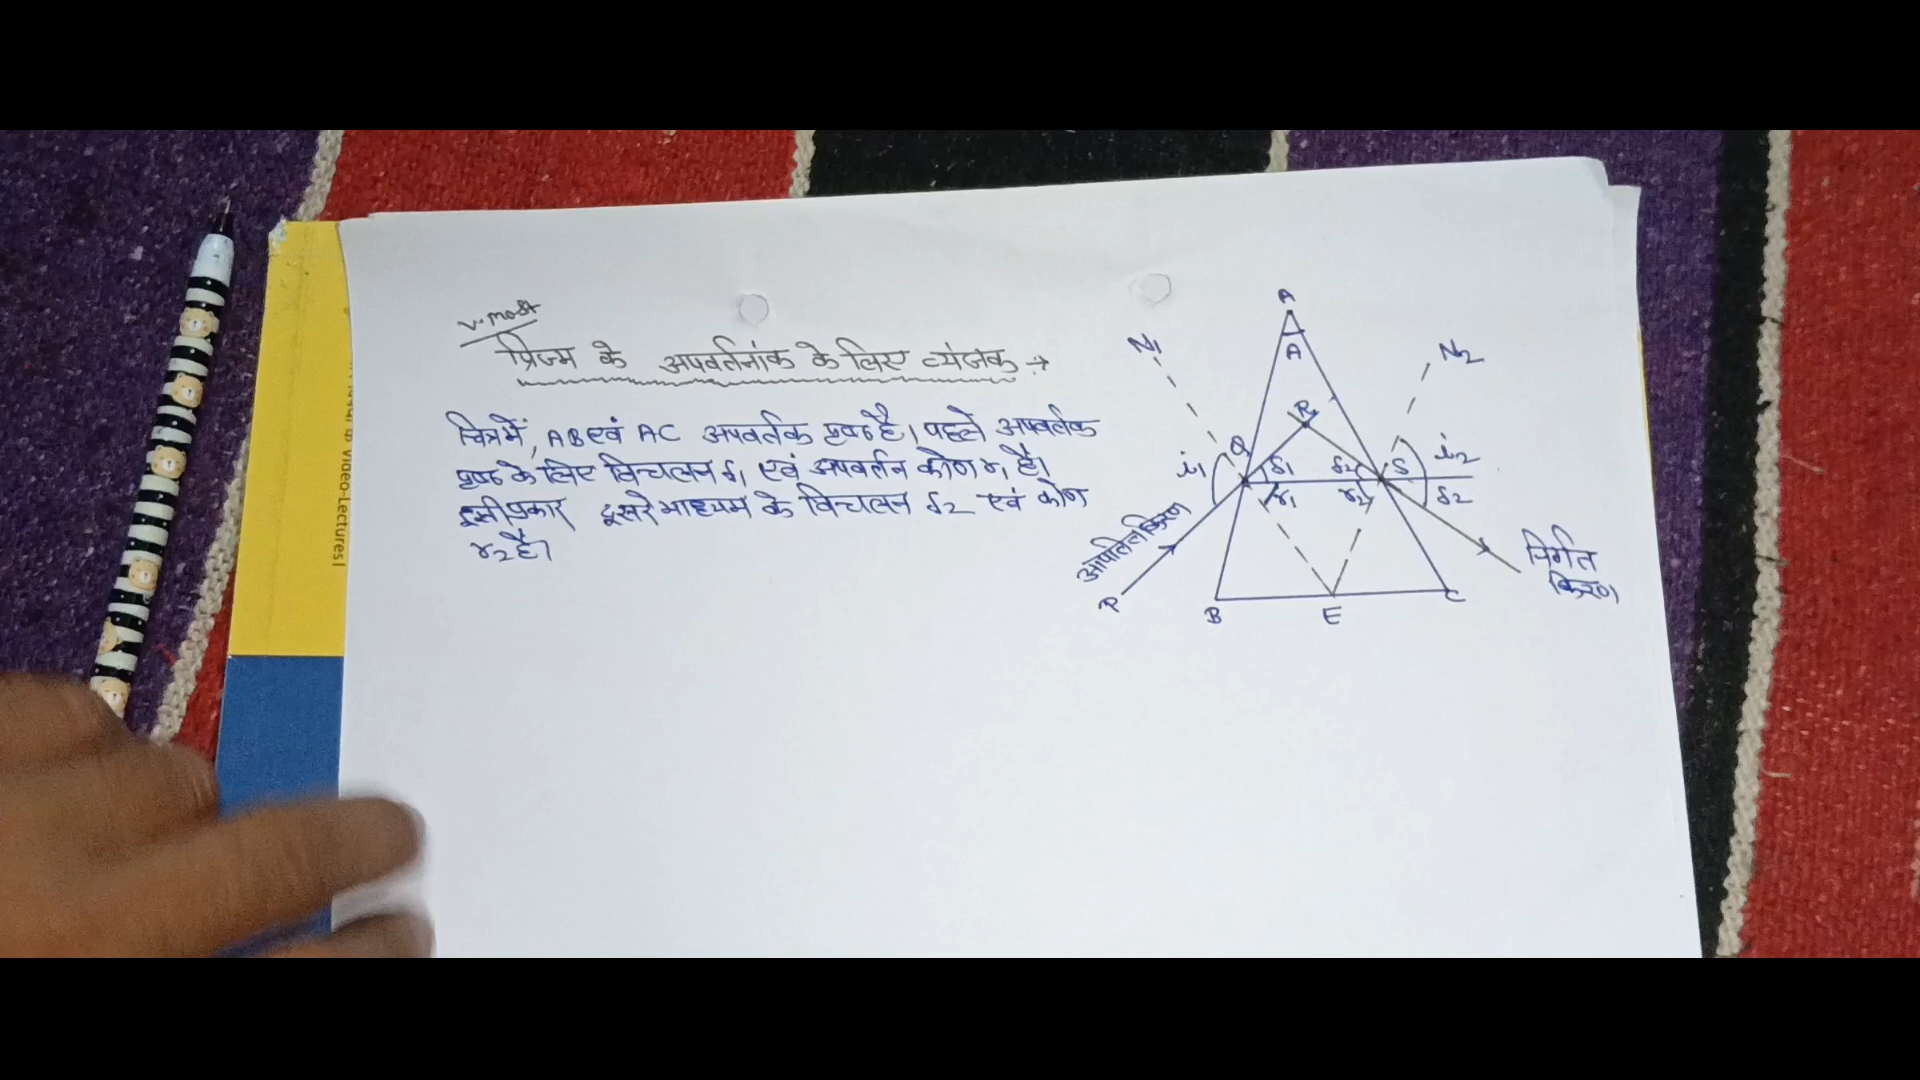 v.most
प्रिज्म के अपवर्तनांक के लिए व्यंजक →
चित्र में, AB एवं AC अपवर्तक पृष्ठ है। पहले अपवर्तक
पृष्ठ के लिए विचलन δ₁ एवं अपवर्तन कोण r₁ है।
इसी प्रकार दूसरे माध्यम के विचलन δ2 एवं कोण
r₂ है।
A
A
N₁
N2
R
Q
i₁
δ₁
δ2
S
i2
r₁
r2
δ2
आपतित किरण
निर्गत
किरण
P
B
E
C
Video-Lectures!